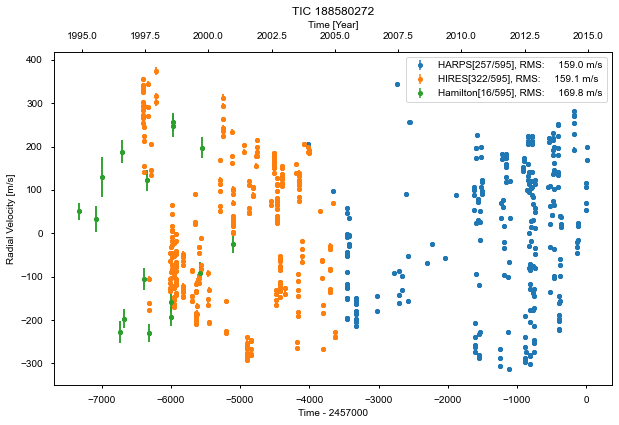 TIC 188580272
Time [Year]
1995.0 1997.5 2000.0 2002.5 2005.0 2007.5 2010.0 2012.5 2015.0
HARPS[257/595], RMS: 159.0 m/s
HIRES[322/595], RMS: 159.1 m/s
Hamilton[16/595], RMS: 169.8 m/s
Radial Velocity [m/s]
400
300
200
100
0
−100
−200
−300
−7000 −6000 −5000 −4000 −3000 −2000 −1000 0
Time - 2457000